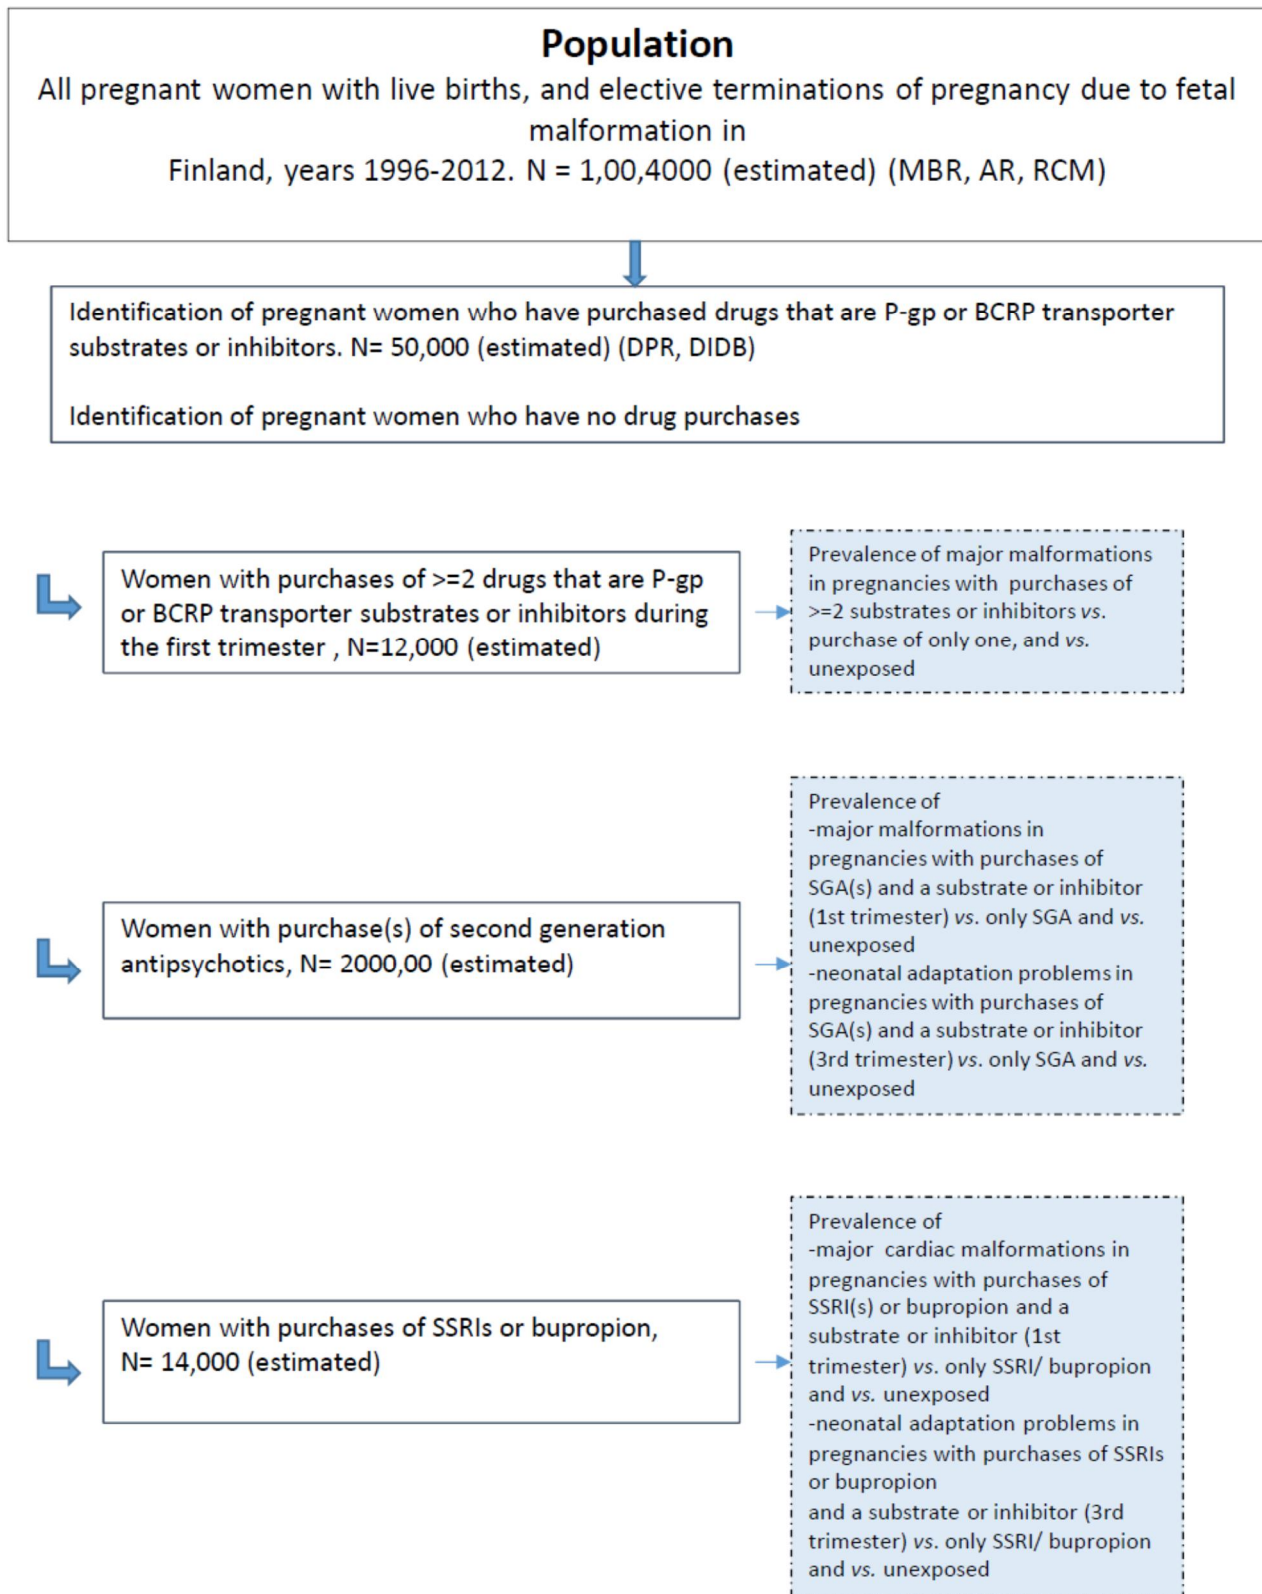 Population
All pregnant women with live births, and elective terminations of pregnancy due to fetal
malformation in
Finland, years 1996-2012. N = 1,00,4000 (estimated) (MBR, AR, RCM)
Identification of pregnant women who have purchased drugs that are P-gp or BCRP transporter
substrates or inhibitors. N= 50,000 (estimated) (DPR, DIDB)
Identification of pregnant women who have no drug purchases
Women with purchases of >=2 drugs that are P-gp
or BCRP transporter substrates or inhibitors during
the first trimester , N=12,000 (estimated)
Prevalence of major malformations
in pregnancies with purchases of
>=2 substrates or inhibitors vs.
purchase of only one, and vs.
unexposed
Women with purchase(s) of second generation
antipsychotics, N= 2000,00 (estimated)
Prevalence of
-major malformations in
pregnancies with purchases of
SGA(s) and a substrate or inhibitor
(1st trimester) vs. only SGA and vs.
unexposed
-neonatal adaptation problems in
pregnancies with purchases of
SGA(s) and a substrate or inhibitor
(3rd trimester) vs. only SGA and vs.
unexposed
Women with purchases of SSRIs or bupropion,
N= 14,000 (estimated)
Prevalence of
-major cardiac malformations in
pregnancies with purchases of
SSRI(s) or bupropion and a
substrate or inhibitor (1st
trimester) vs. only SSRI/ bupropion
and vs. unexposed
-neonatal adaptation problems in
pregnancies with purchases of SSRIs
or bupropion
and a substrate or inhibitor (3rd
trimester) vs. only SSRI/ bupropion
and vs. unexposed